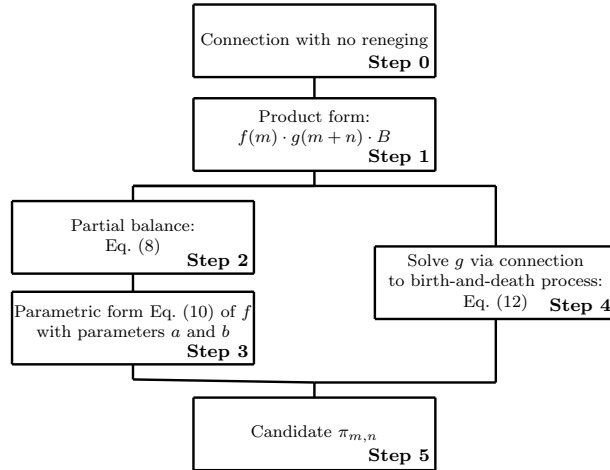 Connection with no reneging
Step 0
Product form:
f(m) · g(m + n) · B
Step 1
Partial balance:
Eq. (8)
Step 2
Parametric form Eq. (10) of f
with parameters a and b
Step 3
Solve g via connection
to birth-and-death process:
Eq. (12)
Step 4
Candidate πm,n
Step 5